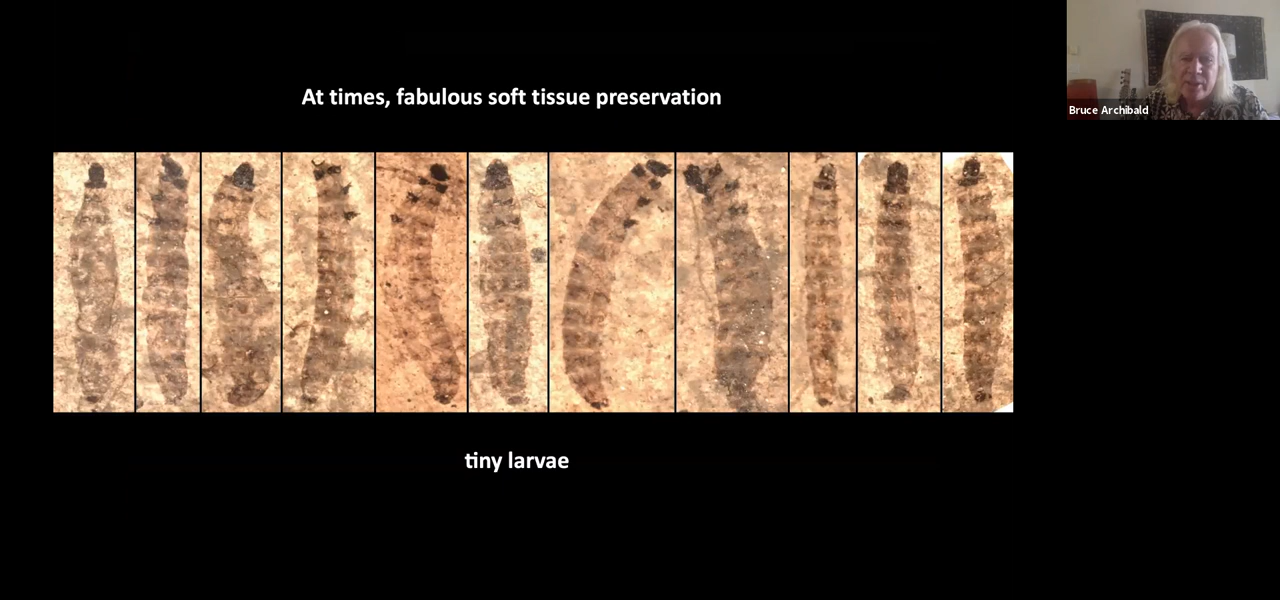 At times, fabulous soft tissue preservation
Bruce Archibald
tiny larvae